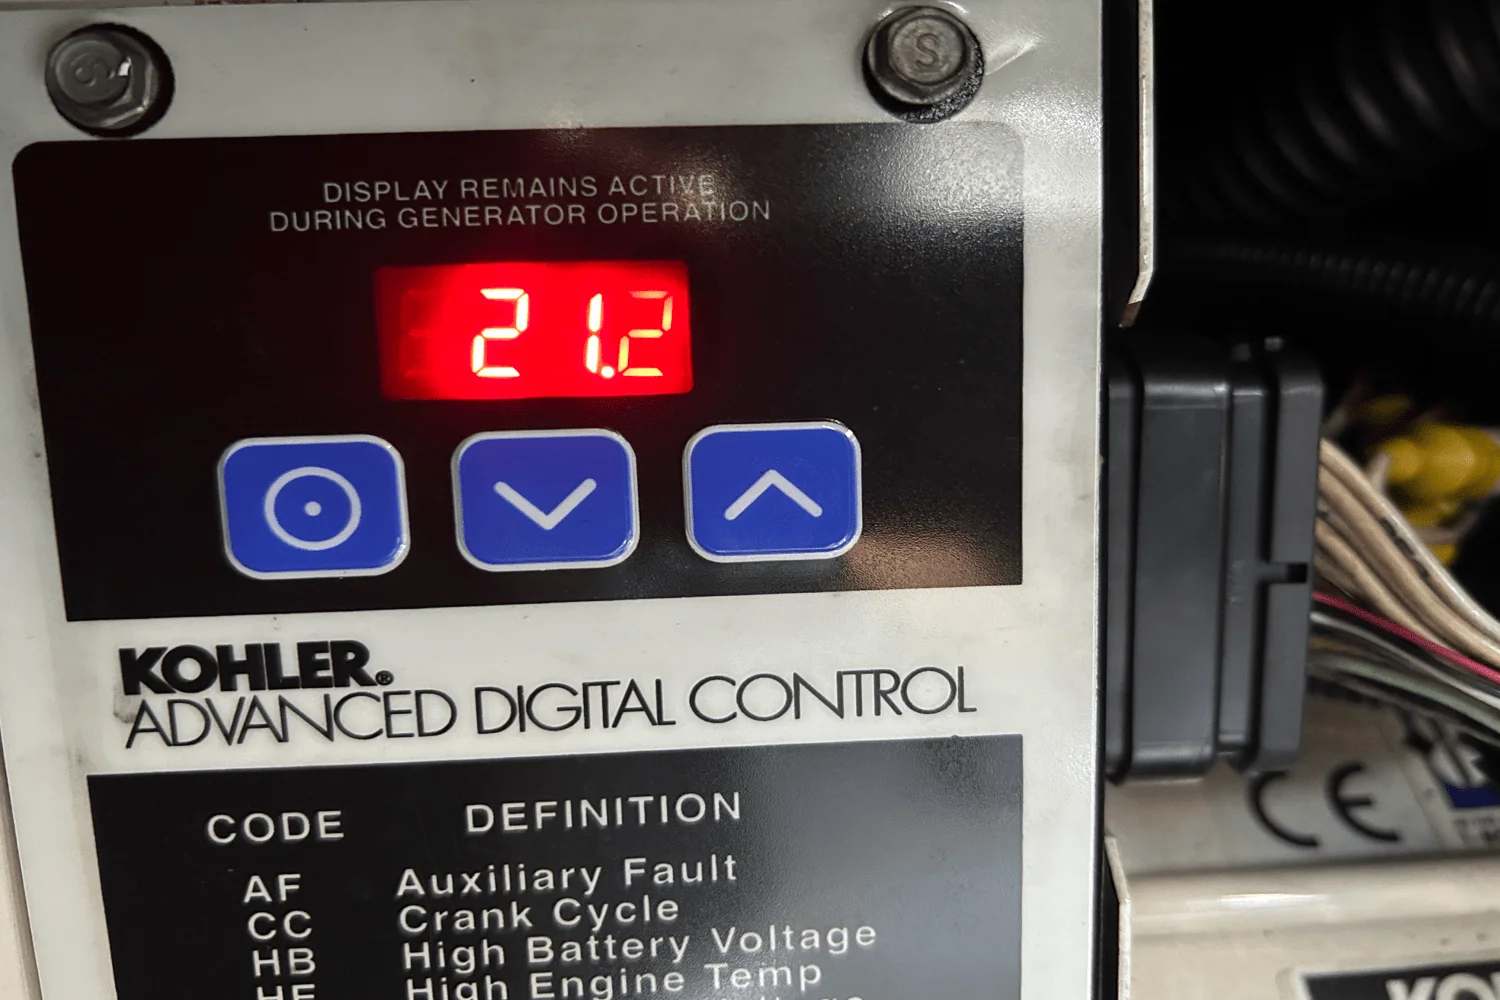 S
S
DISPLAY REMAINS ACTIVE
DURING GENERATOR OPERATION
21.2
KOHLER®
ADVANCED DIGITAL CONTROL
CODE DEFINITION
AF Auxiliary Fault
CC Crank Cycle
HB High Battery Voltage
High Engine Temp
CE